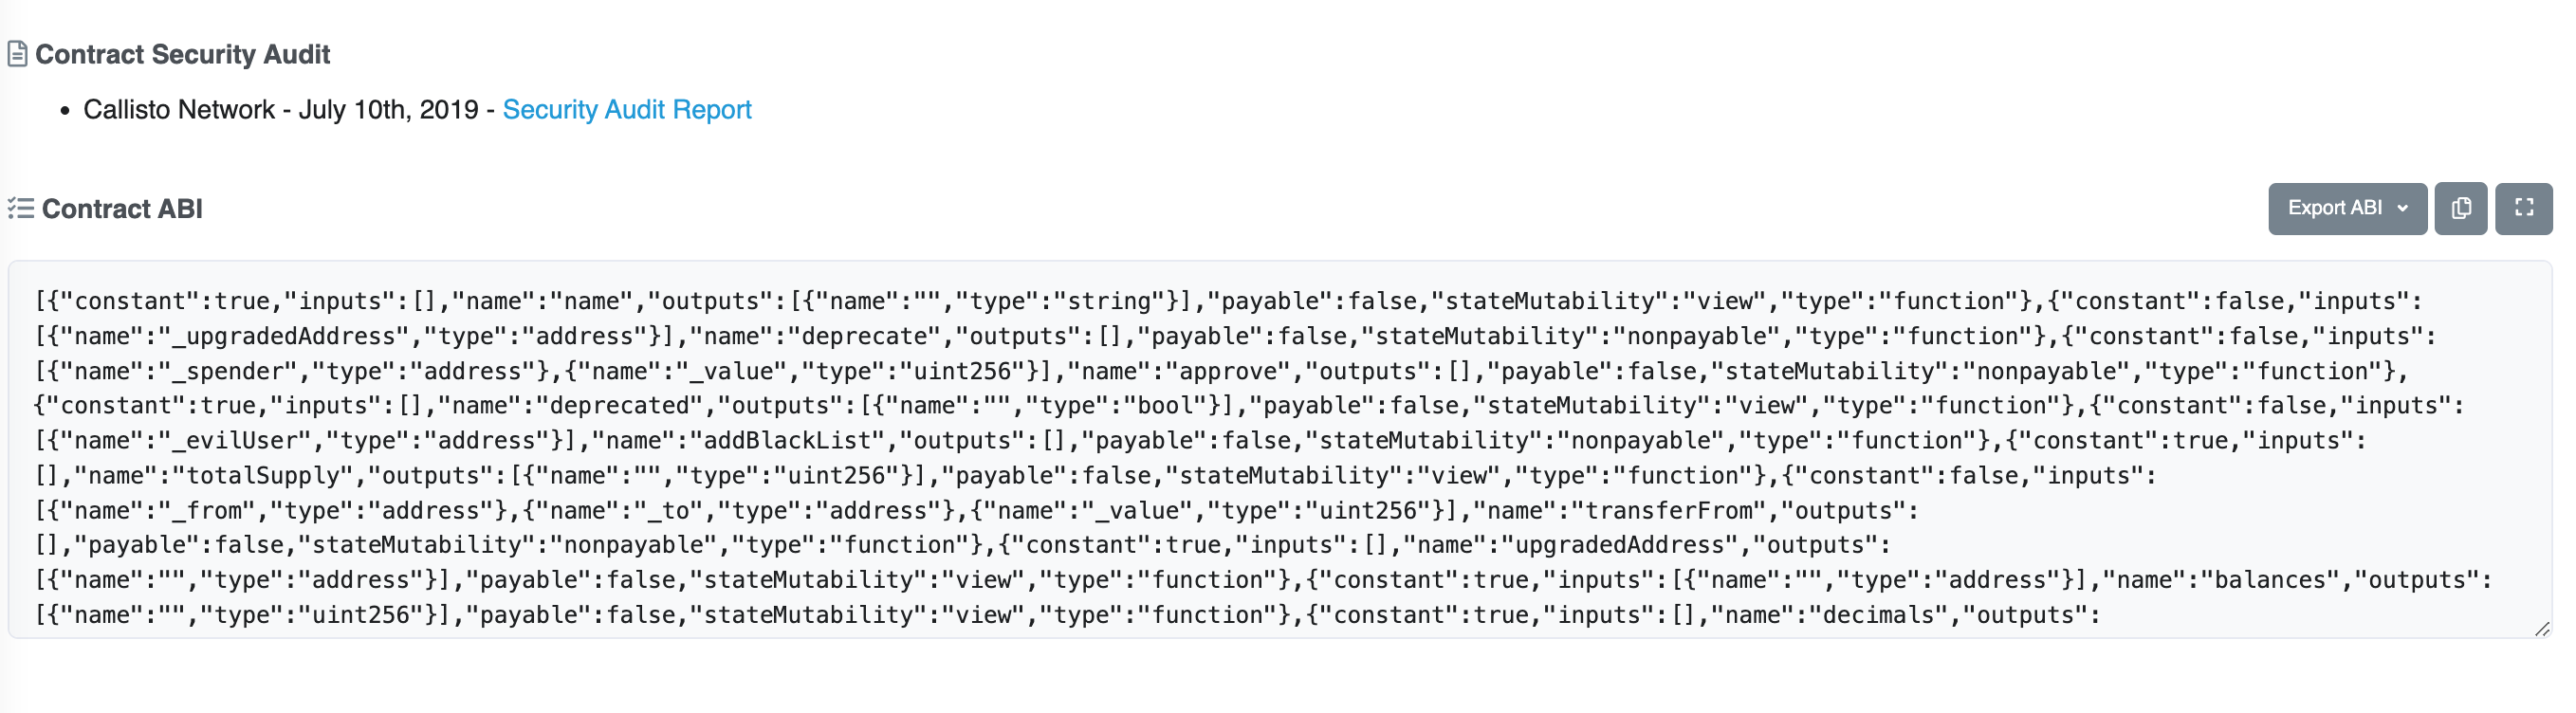 Contract Security Audit
• Callisto Network - July 10th, 2019 - Security Audit Report
Contract ABI
Export ABI
[{"constant":true,"inputs":[],"name":"name","outputs":[{"name":"","type":"string"}],"payable":false,"stateMutability":"view","type":"function"},{"constant":false,"inputs":
[{"name":"_upgradedAddress","type":"address"}],"name":"deprecate","outputs":[],"payable":false,"stateMutability":"nonpayable","type":"function"},{"constant":false,"inputs":
[{"name":"_spender","type":"address"},{"name":"_value","type":"uint256"}],"name":"approve","outputs":[],"payable":false,"stateMutability":"nonpayable","type":"function"},
{"constant":true,"inputs":[],"name":"deprecated","outputs":[{"name":"","type":"bool"}],"payable":false,"stateMutability":"view","type":"function"},{"constant":false,"inputs":
[{"name":"_evilUser","type":"address"}],"name":"addBlackList","outputs":[],"payable":false,"stateMutability":"nonpayable","type":"function"},{"constant":true,"inputs":
[],"name":"totalSupply","outputs":[{"name":"","type":"uint256"}],"payable":false,"stateMutability":"view","type":"function"},{"constant":false,"inputs":
[{"name":"_from","type":"address"},{"name":"_to","type":"address"},{"name":"_value","type":"uint256"}],"name":"transferFrom","outputs":
[],"payable":false,"stateMutability":"nonpayable","type":"function"},{"constant":true,"inputs":[],"name":"upgradedAddress","outputs":
[{"name":"","type":"address"}],"payable":false,"stateMutability":"view","type":"function"},{"constant":true,"inputs":[{"name":"","type":"address"}],"name":"balances","outputs":
[{"name":"","type":"uint256"}],"payable":false,"stateMutability":"view","type":"function"},{"constant":true,"inputs":[],"name":"decimals","outputs":